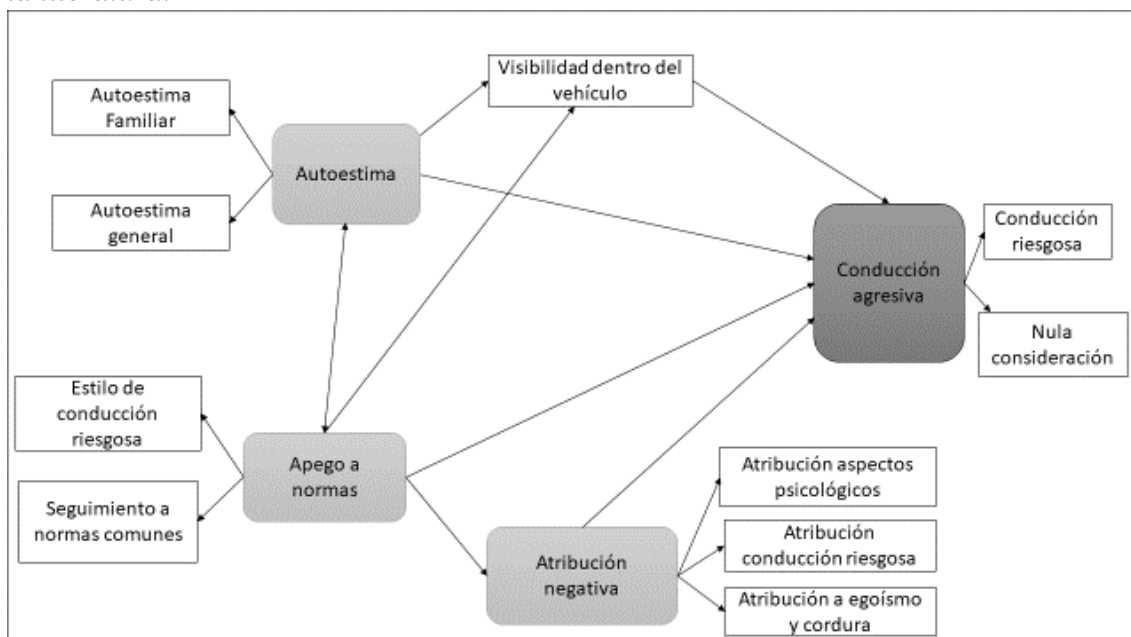 Visibilidad dentro del
vehículo
Autoestima
Familiar
Autoestima
Autoestima
general
Conducción
agresiva
Conducción
riesgosa
Nula
consideración
Estilo de
conducción
riesgosa
Apego a
normas
Seguimiento a
normas comunes
Atribución
negativa
Atribución aspectos
psicológicos
Atribución
conducción riesgosa
Atribución a egoísmo
y cordura